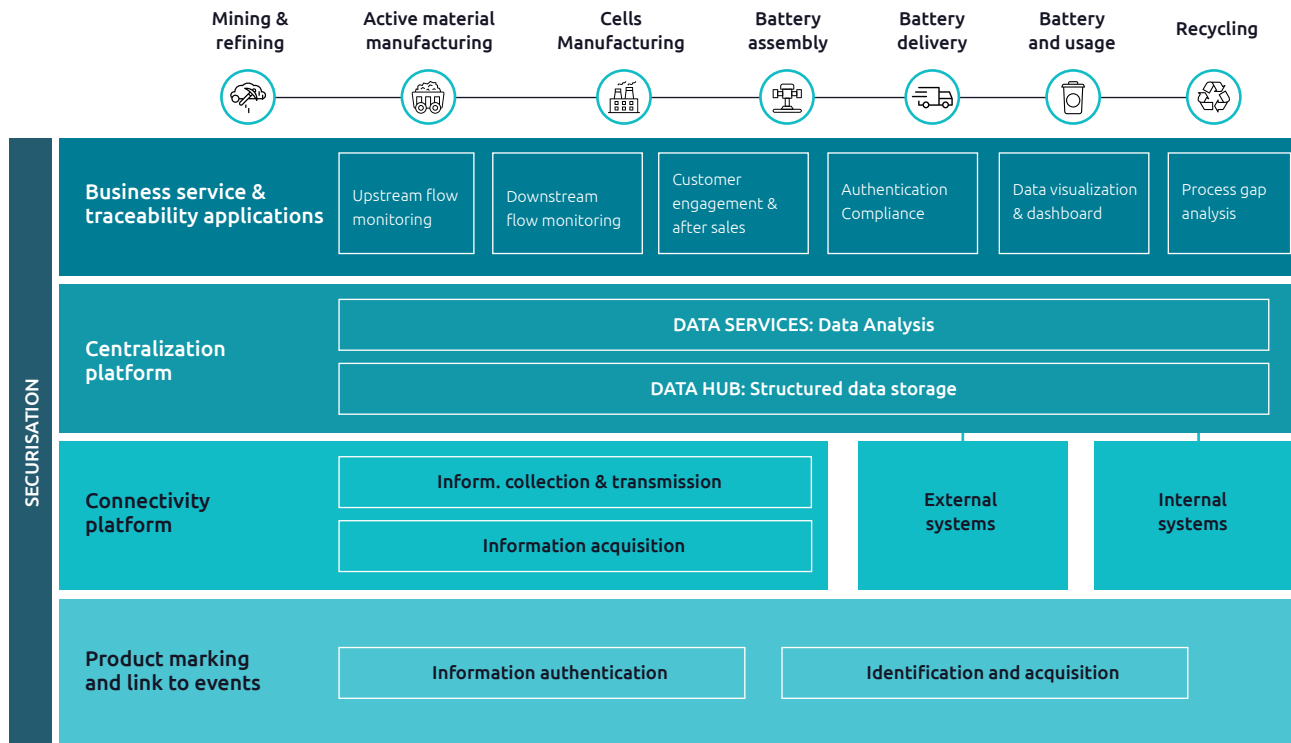 Mining &
refining
Active material
manufacturing
Cells
Manufacturing
Battery
assembly
Battery
delivery
Battery
and usage
Recycling
SECURISATION
Business service &
traceability applications
Upstream flow
monitoring
Downstream
flow monitoring
Customer
engagement &
after sales
Authentication
Compliance
Data visualization
& dashboard
Process gap
analysis
Centralization
platform
DATA SERVICES: Data Analysis
DATA HUB: Structured data storage
Connectivity
platform
Inform. collection & transmission
Information acquisition
External
systems
Internal
systems
Product marking
and link to events
Information authentication
Identification and acquisition